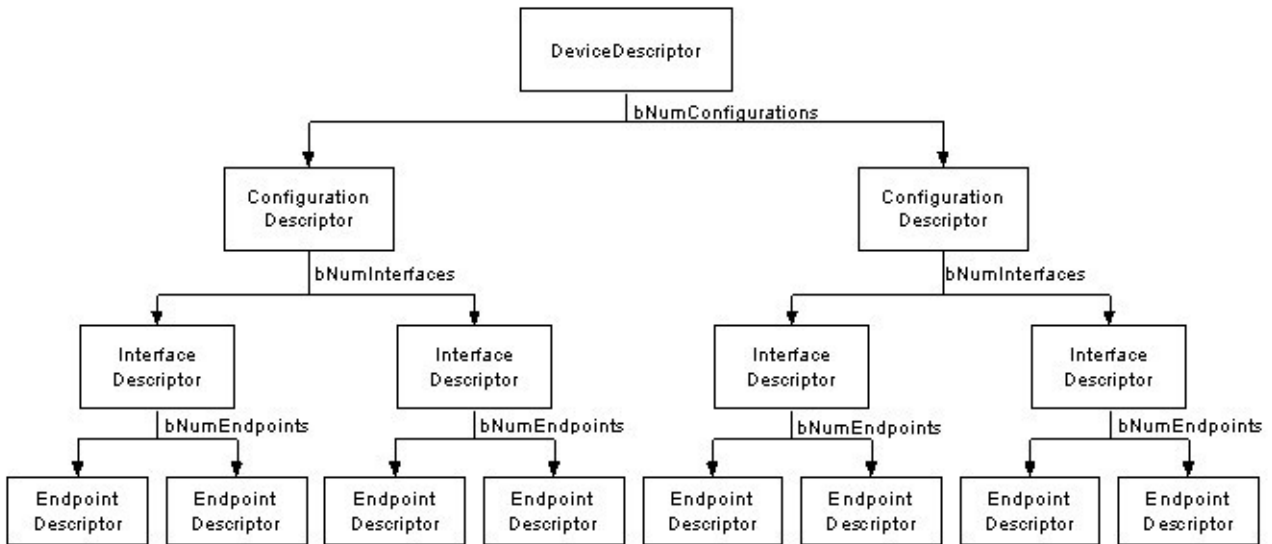 DeviceDescriptor
bNumConfigurations
Configuration
Descriptor
Configuration
Descriptor
bNumInterfaces
bNumInterfaces
Interface
Descriptor
Interface
Descriptor
Interface
Descriptor
Interface
Descriptor
bNumEndpoints
bNumEndpoints
bNumEndpoints
bNumEndpoints
Endpoint
Descriptor
Endpoint
Descriptor
Endpoint
Descriptor
Endpoint
Descriptor
Endpoint
Descriptor
Endpoint
Descriptor
Endpoint
Descriptor
Endpoint
Descriptor